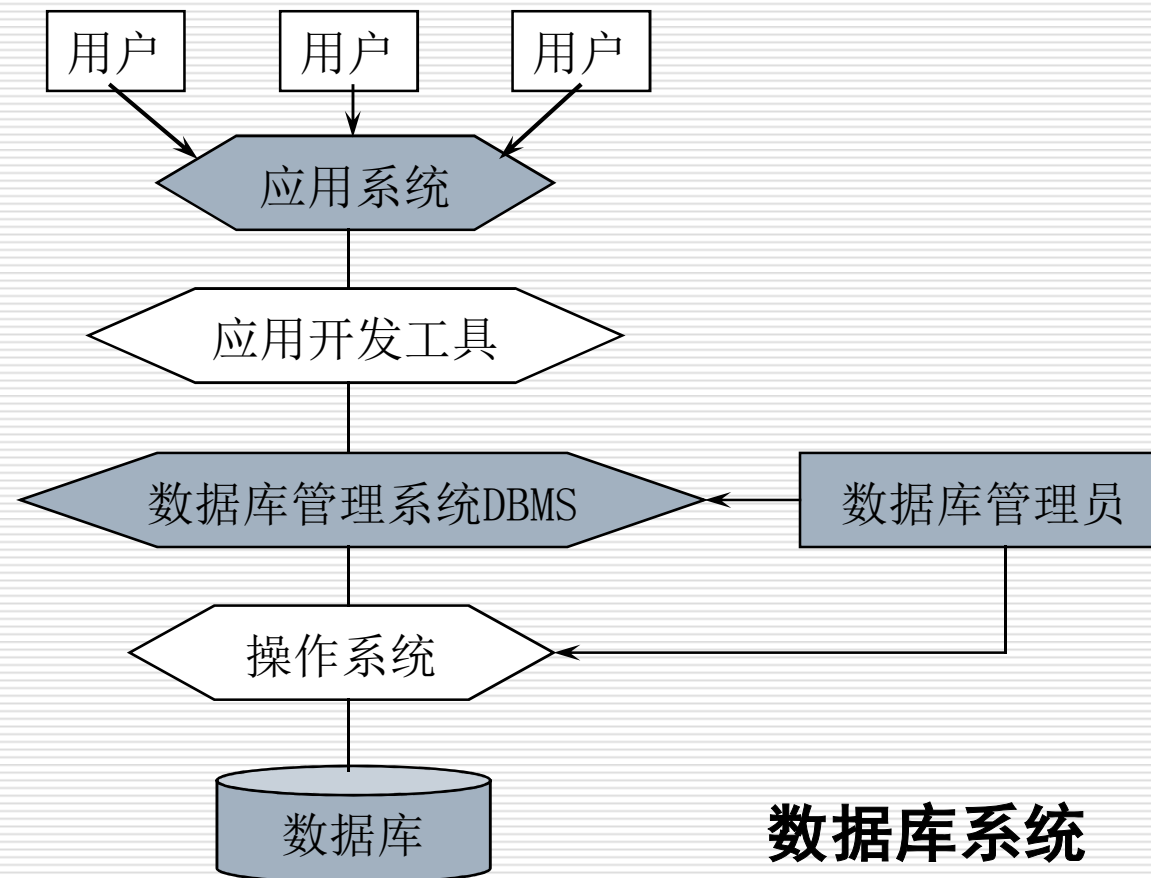 用户
用户
用户
应用系统
应用开发工具
数据库管理系统DBMS
数据库管理员
操作系统
数据库
数据库系统